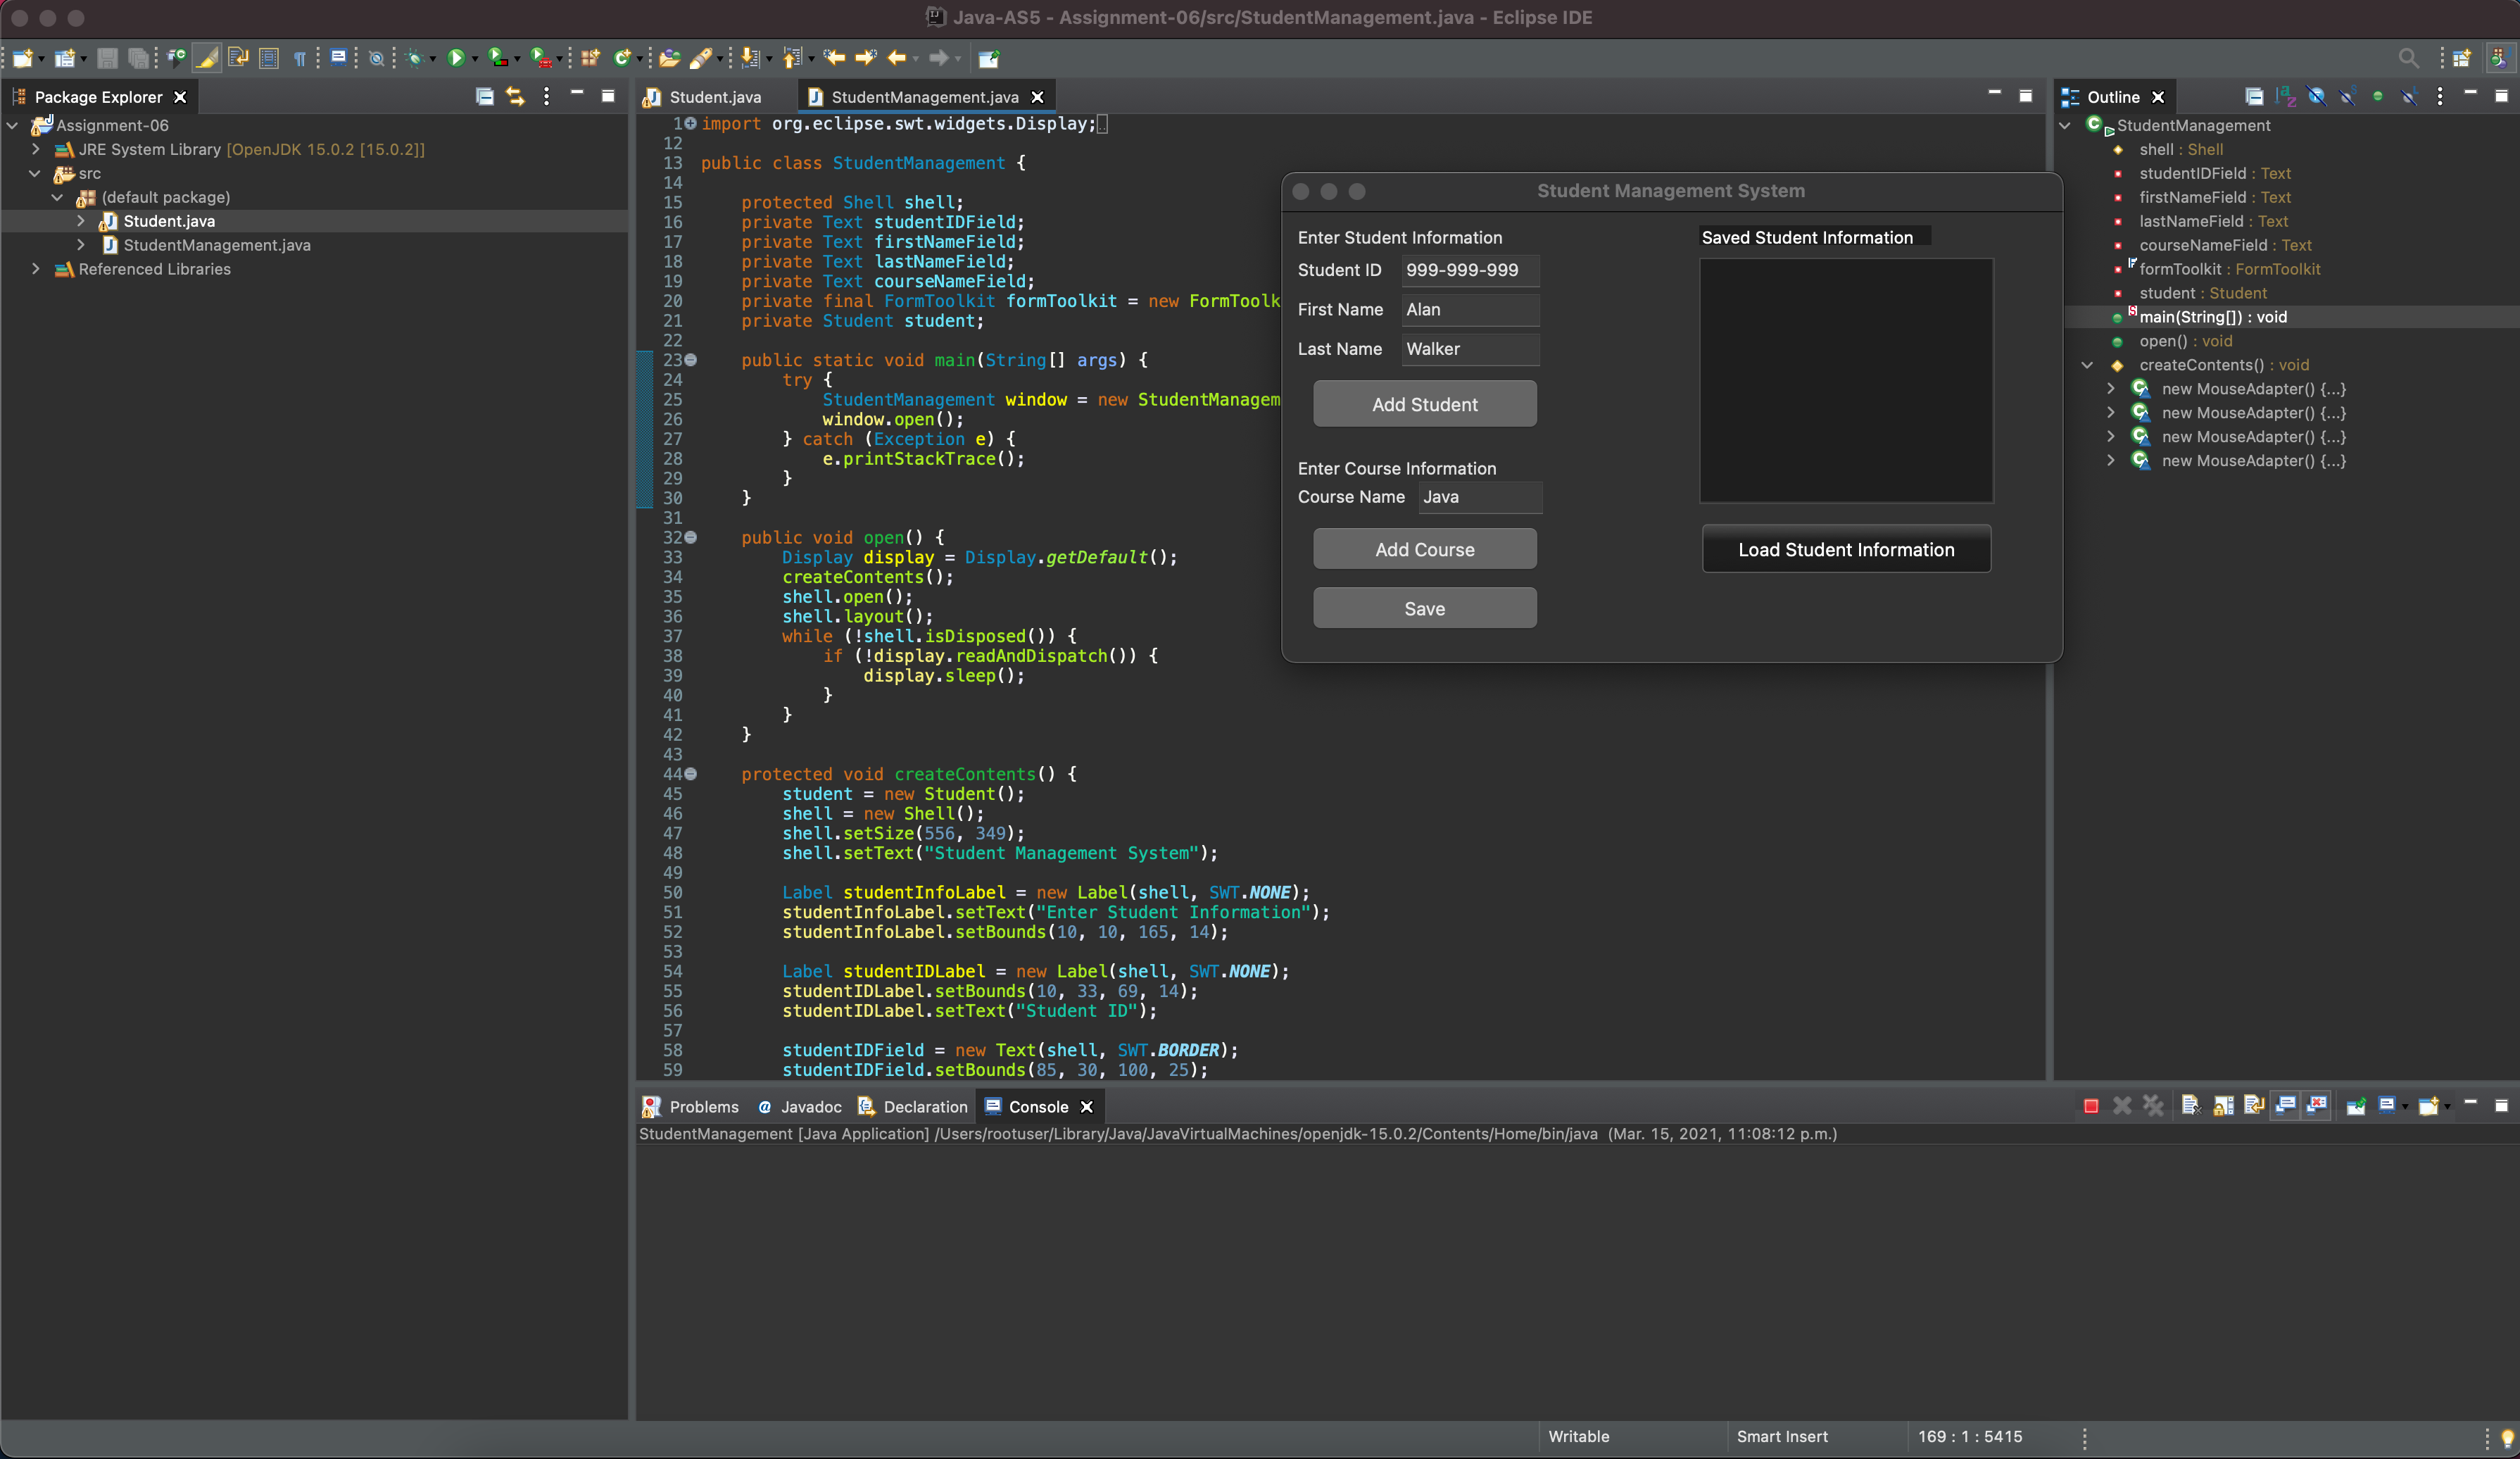 Java-AS5 - Assignment-06/src/StudentManagement.java - Eclipse IDE
Package Explorer
Assignment-06
JRE System Library [OpenJDK 15.0.2 [15.0.2]]
src
(default package)
Student.java
StudentManagement.java
Referenced Libraries
Student.java
StudentManagement.java
1 import org.eclipse.swt.widgets.Display;
12
13 public class StudentManagement {
14
15 protected Shell shell;
16 private Text studentIDField;
17 private Text firstNameField;
18 private Text lastNameField;
19 private Text courseNameField;
20 private final FormToolkit formToolkit = new FormToolk
21 private Student student;
22
23 public static void main(String[] args) {
24 try {
25 StudentManagement window = new StudentManagem
26 window.open();
27 } catch (Exception e) {
28 e.printStackTrace();
29 }
30 }
31
32 public void open() {
33 Display display = Display.getDefault();
34 createContents();
35 shell.open();
36 shell.layout();
37 while (!shell.isDisposed()) {
38 if (!display.readAndDispatch()) {
39 display.sleep();
40 }
41 }
42 }
43
44 protected void createContents() {
45 student = new Student();
46 shell = new Shell();
47 shell.setSize(556, 349);
48 shell.setText("Student Management System");
49
50 Label studentInfoLabel = new Label(shell, SWT.NONE);
51 studentInfoLabel.setText("Enter Student Information");
52 studentInfoLabel.setBounds(10, 10, 165, 14);
53
54 Label studentIDLabel = new Label(shell, SWT.NONE);
55 studentIDLabel.setBounds(10, 33, 69, 14);
56 studentIDLabel.setText("Student ID");
57
58 studentIDField = new Text(shell, SWT.BORDER);
59 studentIDField.setBounds(85, 30, 100, 25);
Student Management System
Enter Student Information
Student ID 999-999-999
First Name Alan
Last Name Walker
Add Student
Enter Course Information
Course Name Java
Add Course
Save
Saved Student Information
Load Student Information
Outline
StudentManagement
shell : Shell
studentIDField : Text
firstNameField : Text
lastNameField : Text
courseNameField : Text
formToolkit : FormToolkit
student : Student
main(String[]) : void
open() : void
createContents() : void
new MouseAdapter() {...}
new MouseAdapter() {...}
new MouseAdapter() {...}
new MouseAdapter() {...}
Problems @ Javadoc Declaration Console
StudentManagement [Java Application] /Users/rootuser/Library/Java/JavaVirtualMachines/openjdk-15.0.2/Contents/Home/bin/java (Mar. 15, 2021, 11:08:12 p.m.)
Writable Smart Insert 169 : 1 : 5415